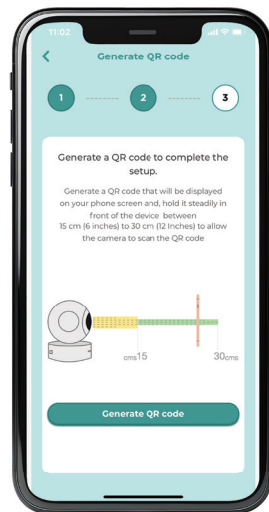 11:02
Generate QR code
1
2
3
Generate a QR code to complete the
setup.
Generate a QR code that will be displayed
on your phone screen and, hold it steadily in
front of the device between
15 cm (6 inches) to 30 cm (12 Inches) to allow
the camera to scan the QR code
cms15
30cms
Generate QR code